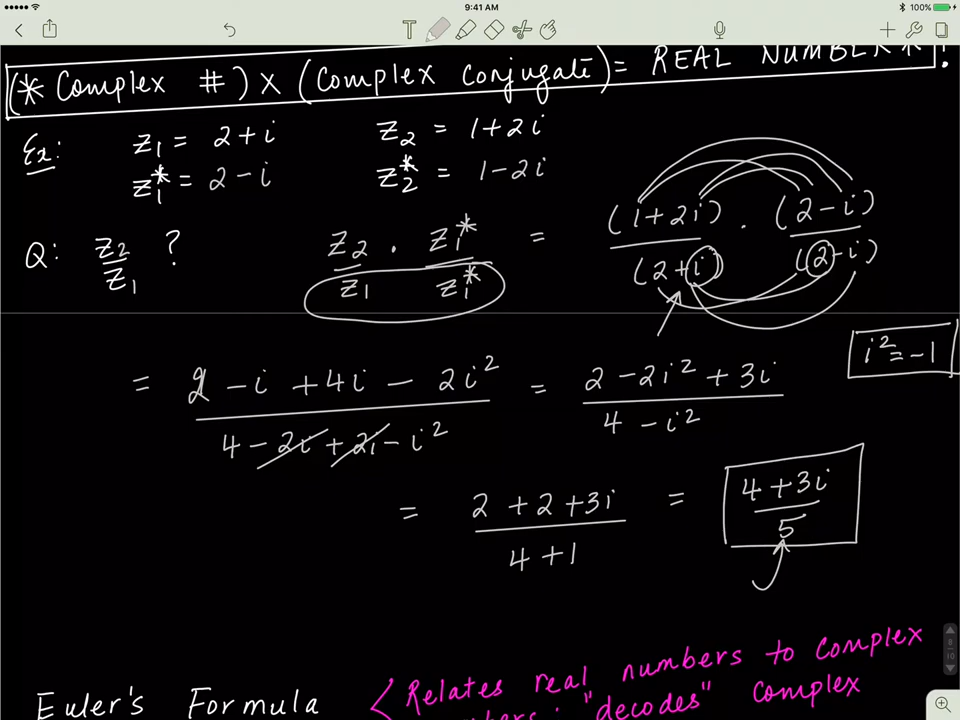 9:41 AM
100%
T
(* Complex #) X (Complex conjugate) = REAL NUMBER * !
Ex: z₁ = 2 + i z₂ = 1 + 2i
z₁* = 2 − i z₂* = 1 − 2i
Q: z₂/z₁ ? z₂/z₁ · z₁*/z₁* = (1 + 2i)/(2 + i) · (2 − i)/(2 − i)
i² = −1
= (2 − i + 4i − 2i²)/(4 − 2i + 2i − i²) = (2 − 2i² + 3i)/(4 − i²)
= (2 + 2 + 3i)/(4 + 1) = (4 + 3i)/5
Euler's Formula < Relates real numbers to complex
"decodes" complex
8
10